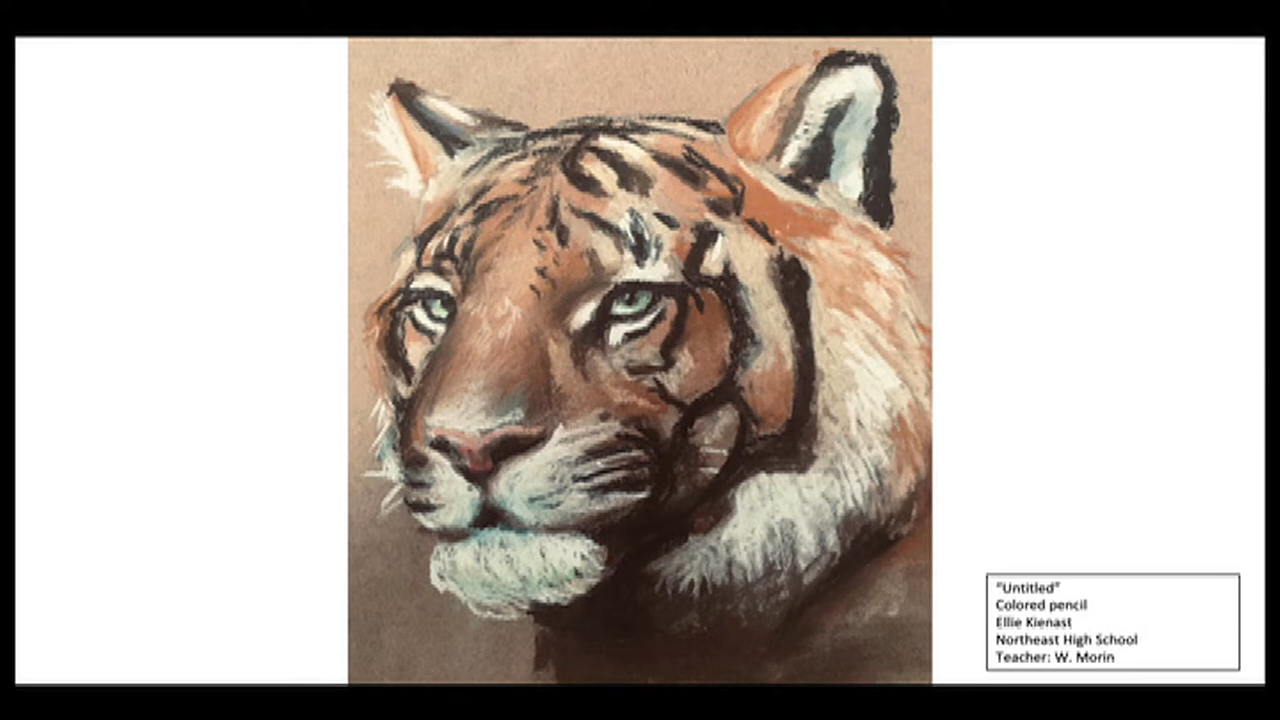 "Untitled"
Colored pencil
Ellie Kienast
Northeast High School
Teacher: W. Morin